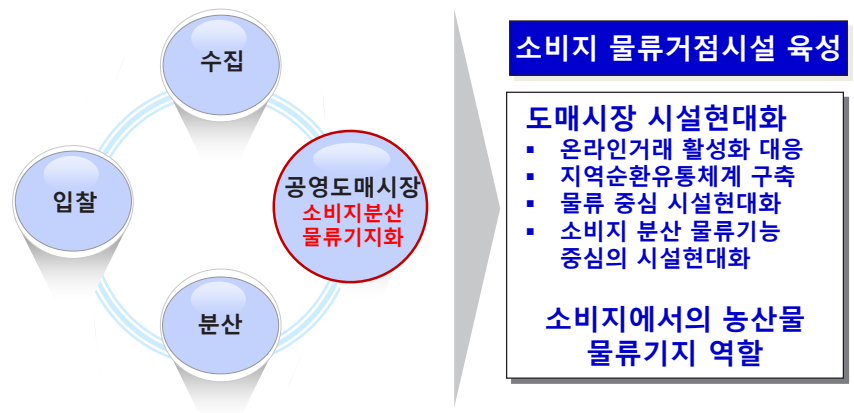 수집
입찰
공영도매시장
소비지분산
물류기지화
분산
소비지 물류거점시설 육성
도매시장 시설현대화
▪ 온라인거래 활성화 대응
▪ 지역순환유통체계 구축
▪ 물류 중심 시설현대화
▪ 소비지 분산 물류기능
중심의 시설현대화
소비지에서의 농산물
물류기지 역할